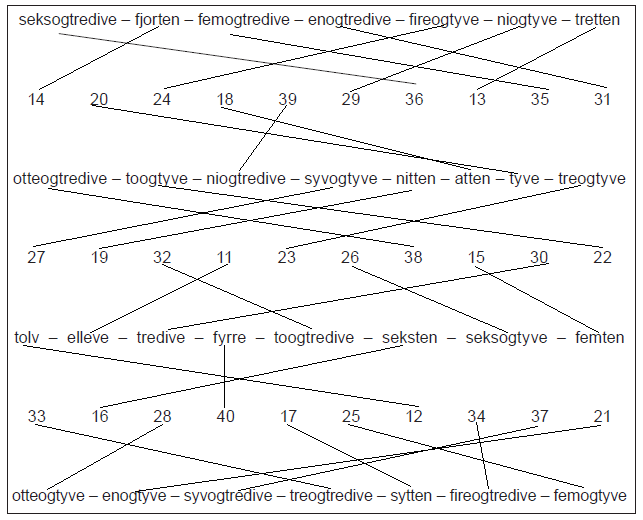 seksogtredive – fjorten – femogtredive – enogtredive – fireogtyve – niogtyve – tretten
14 20 24 18 39 29 36 13 35 31
otteogtredive – toogtyve – niogtredive – syvogtyve – nitten – atten – tyve – treogtyve
27 19 32 11 23 26 38 15 30 22
tolv – elleve – tredive – fyrre – toogtredive – seksten – seksogtyve – femten
33 16 28 40 17 25 12 34 37 21
otteogtyve – enogtyve – syvogtredive – treogtredive – sytten – fireogtredive – femogtyve